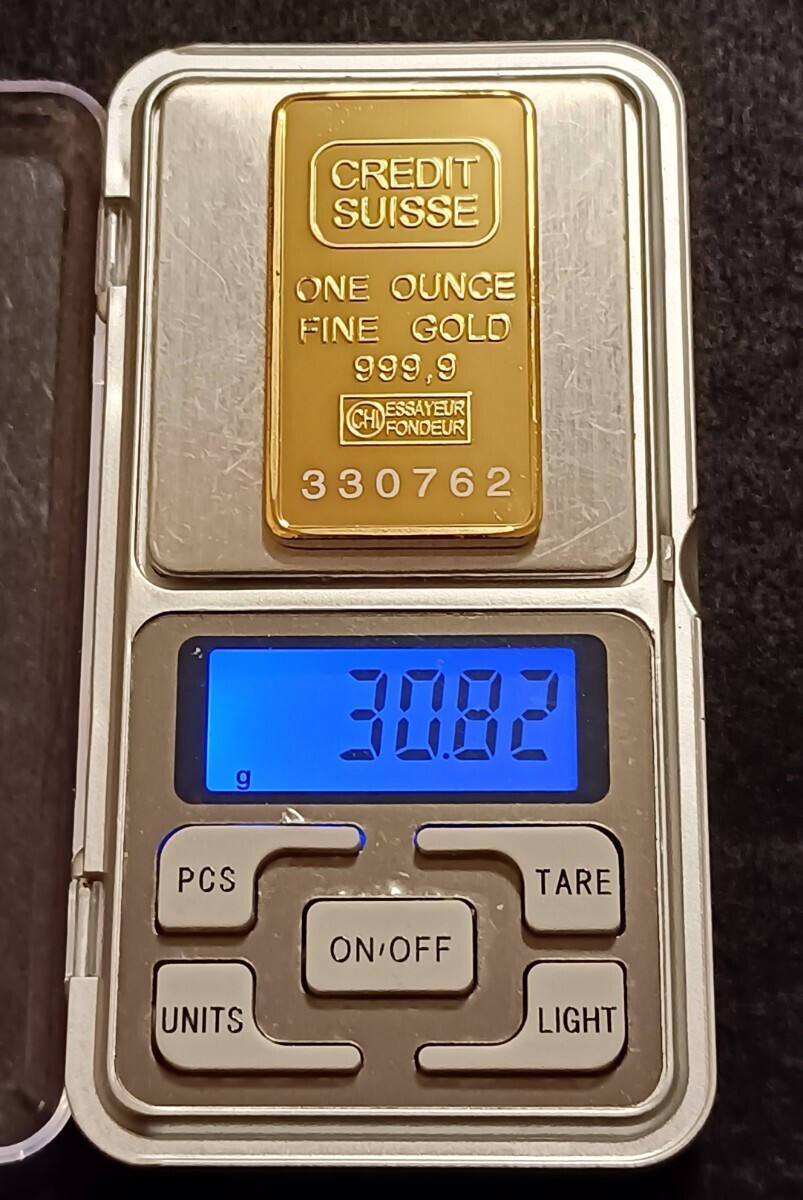 CREDIT
SUISSE
ONE OUNCE
FINE GOLD
999,9
CHI ESSAYEUR
FONDEUR
330762
30.82
g
PCS
TARE
ON/OFF
UNITS
LIGHT